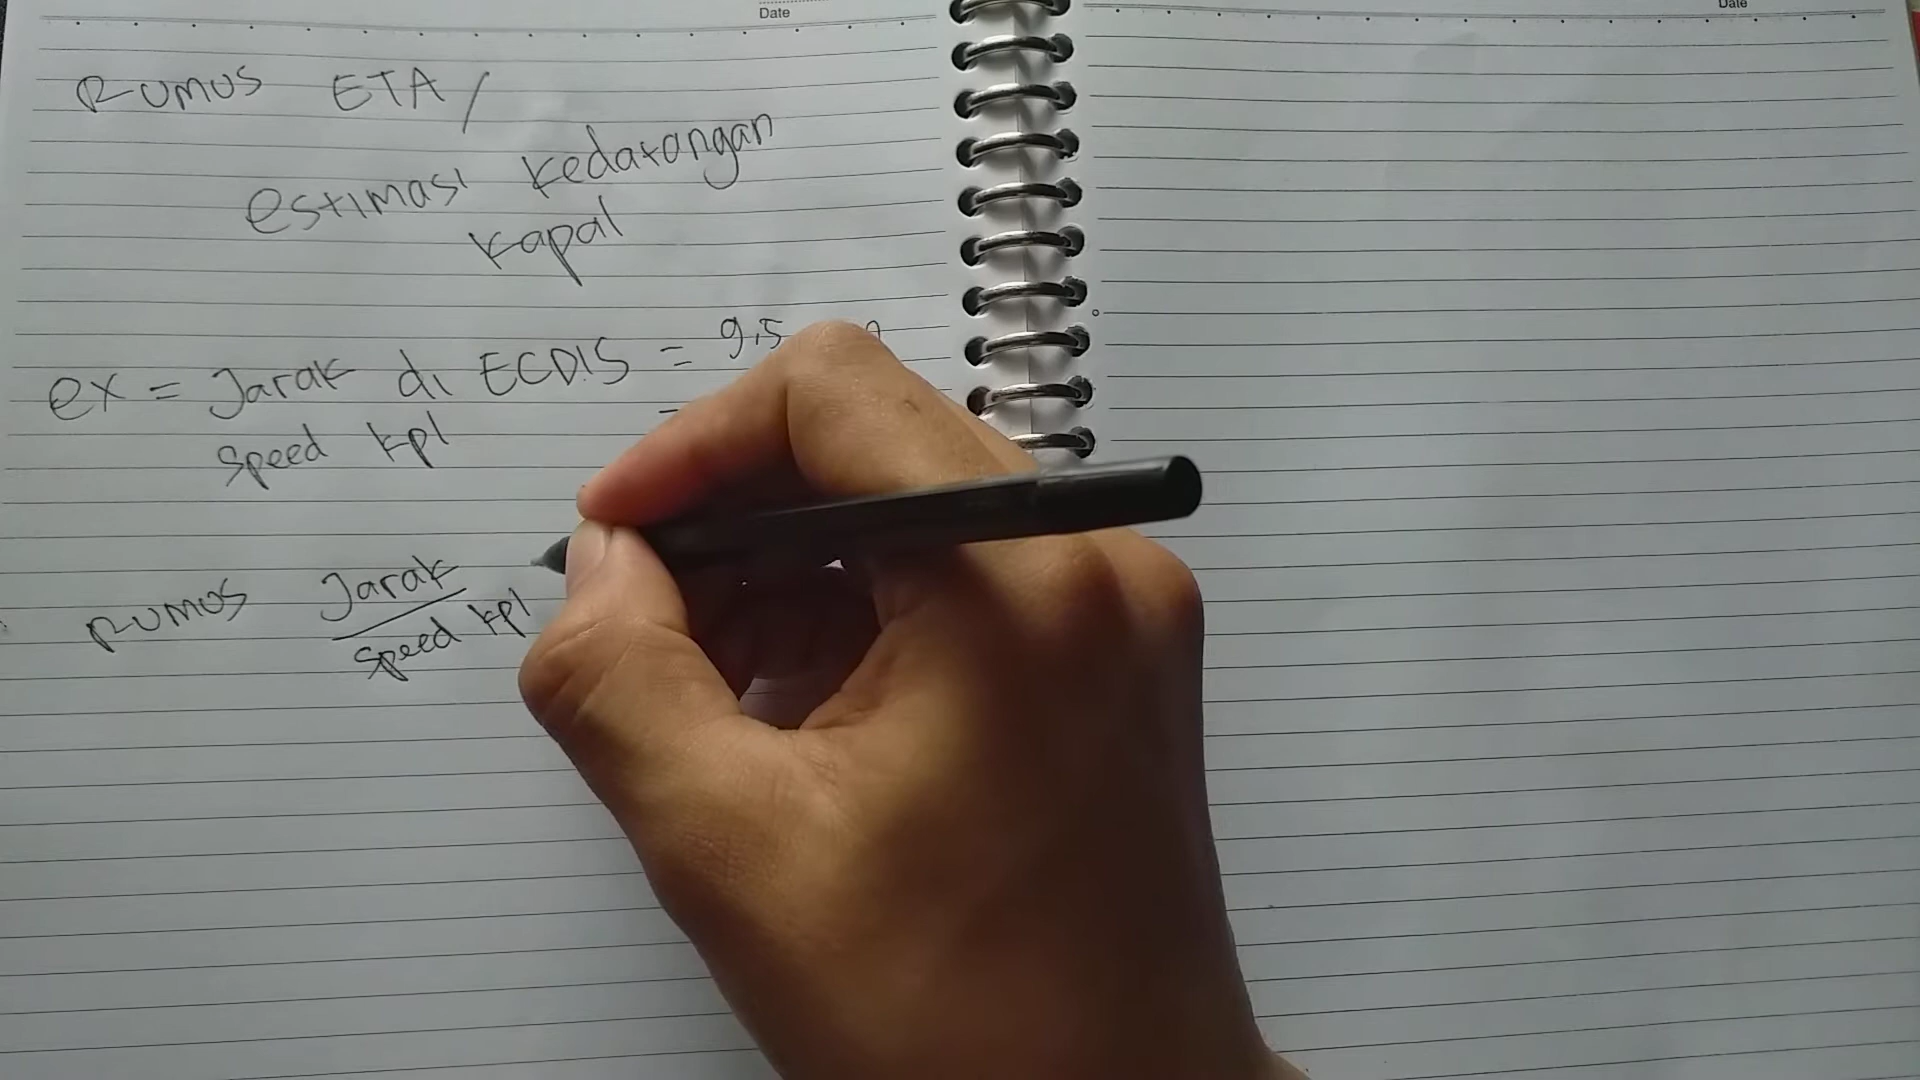 Date
Date
RUMUS ETA/
estimasi kedatangan
kapal
ex = Jarak di ECDIS = 9,5
speed kpl =
RUMUS Jarak
speed kpl